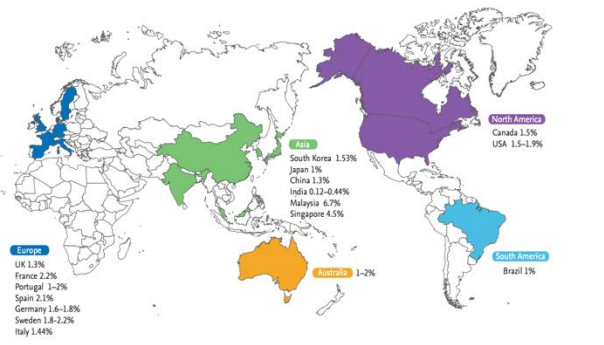 North America
Canada 1.5%
USA 1.5–1.9%
Asia
South Korea 1.53%
Japan 1%
China 1.3%
India 0.12–0.44%
Malaysia 6.7%
Singapore 4.5%
Europe
UK 1.3%
France 2.2%
Portugal 1–2%
Spain 2.1%
Germany 1.6–1.8%
Sweden 1.8-2.2%
Italy 1.44%
Australia 1–2%
South America
Brazil 1%